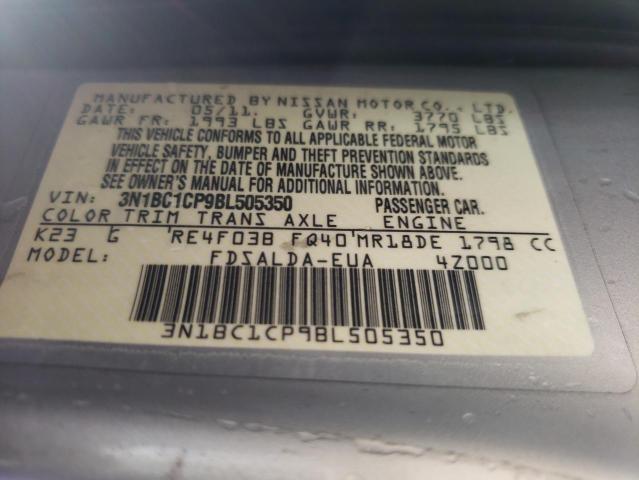 MANUFACTURED BY NISSAN MOTOR CO., LTD.
DATE: 05/11. GVWR: 3770 LBS
GAWR FR: 1993 LBS GAWR RR: 1795 LBS
THIS VEHICLE CONFORMS TO ALL APPLICABLE FEDERAL MOTOR
VEHICLE SAFETY, BUMPER AND THEFT PREVENTION STANDARDS
IN EFFECT ON THE DATE OF MANUFACTURE SHOWN ABOVE.
SEE OWNER'S MANUAL FOR ADDITIONAL INFORMATION.
VIN: 3N1BC1CP9BL505350 PASSENGER CAR.
COLOR TRIM TRANS AXLE ENGINE
K23 G RE4F03B FQ40 MR18DE 1798 CC
MODEL: FDSALDA-EUA 4Z000
3N1BC1CP9BL505350